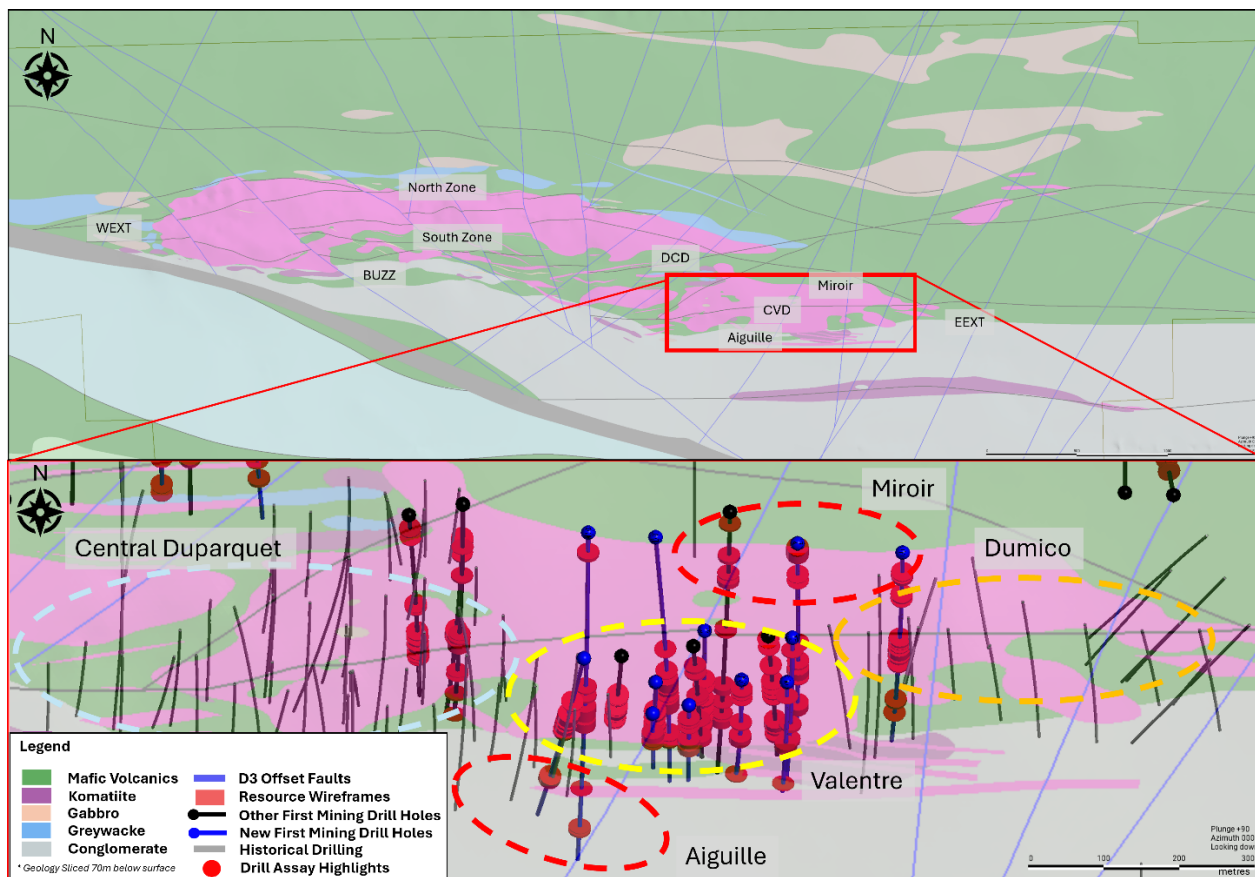 N
North Zone
WEXT
South Zone
BUZZ
DCD
Miroir
CVD
EEXT
Aiguille
N
Miroir
Central Duparquet
Dumico
Valentre
Aiguille
Legend
Mafic Volcanics
Komatiite
Gabbro
Greywacke
Conglomerate
* Geology Sliced 70m below surface
D3 Offset Faults
Resource Wireframes
Other First Mining Drill Holes
New First Mining Drill Holes
Historical Drilling
Drill Assay Highlights
Plunge +90
Azimuth 000
Looking down
0 100 200 300
metres